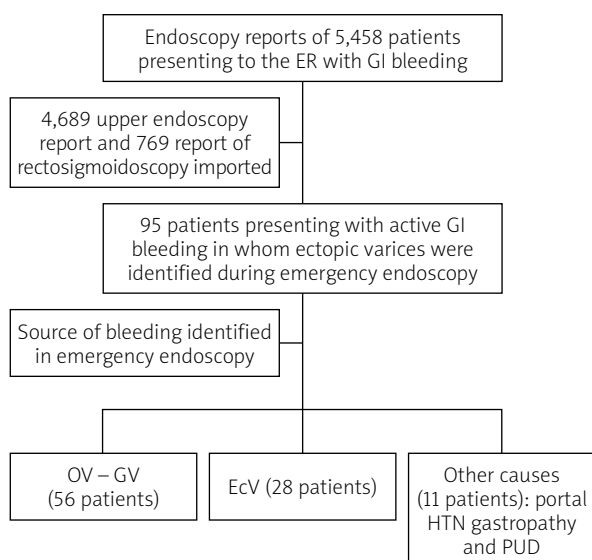 Endoscopy reports of 5,458 patients
presenting to the ER with GI bleeding
4,689 upper endoscopy
report and 769 report of
rectosigmoidoscopy imported
95 patients presenting with active GI
bleeding in whom ectopic varices were
identified during emergency endoscopy
Source of bleeding identified
in emergency endoscopy
OV – GV
(56 patients)
EcV (28 patients)
Other causes
(11 patients): portal
HTN gastropathy
and PUD